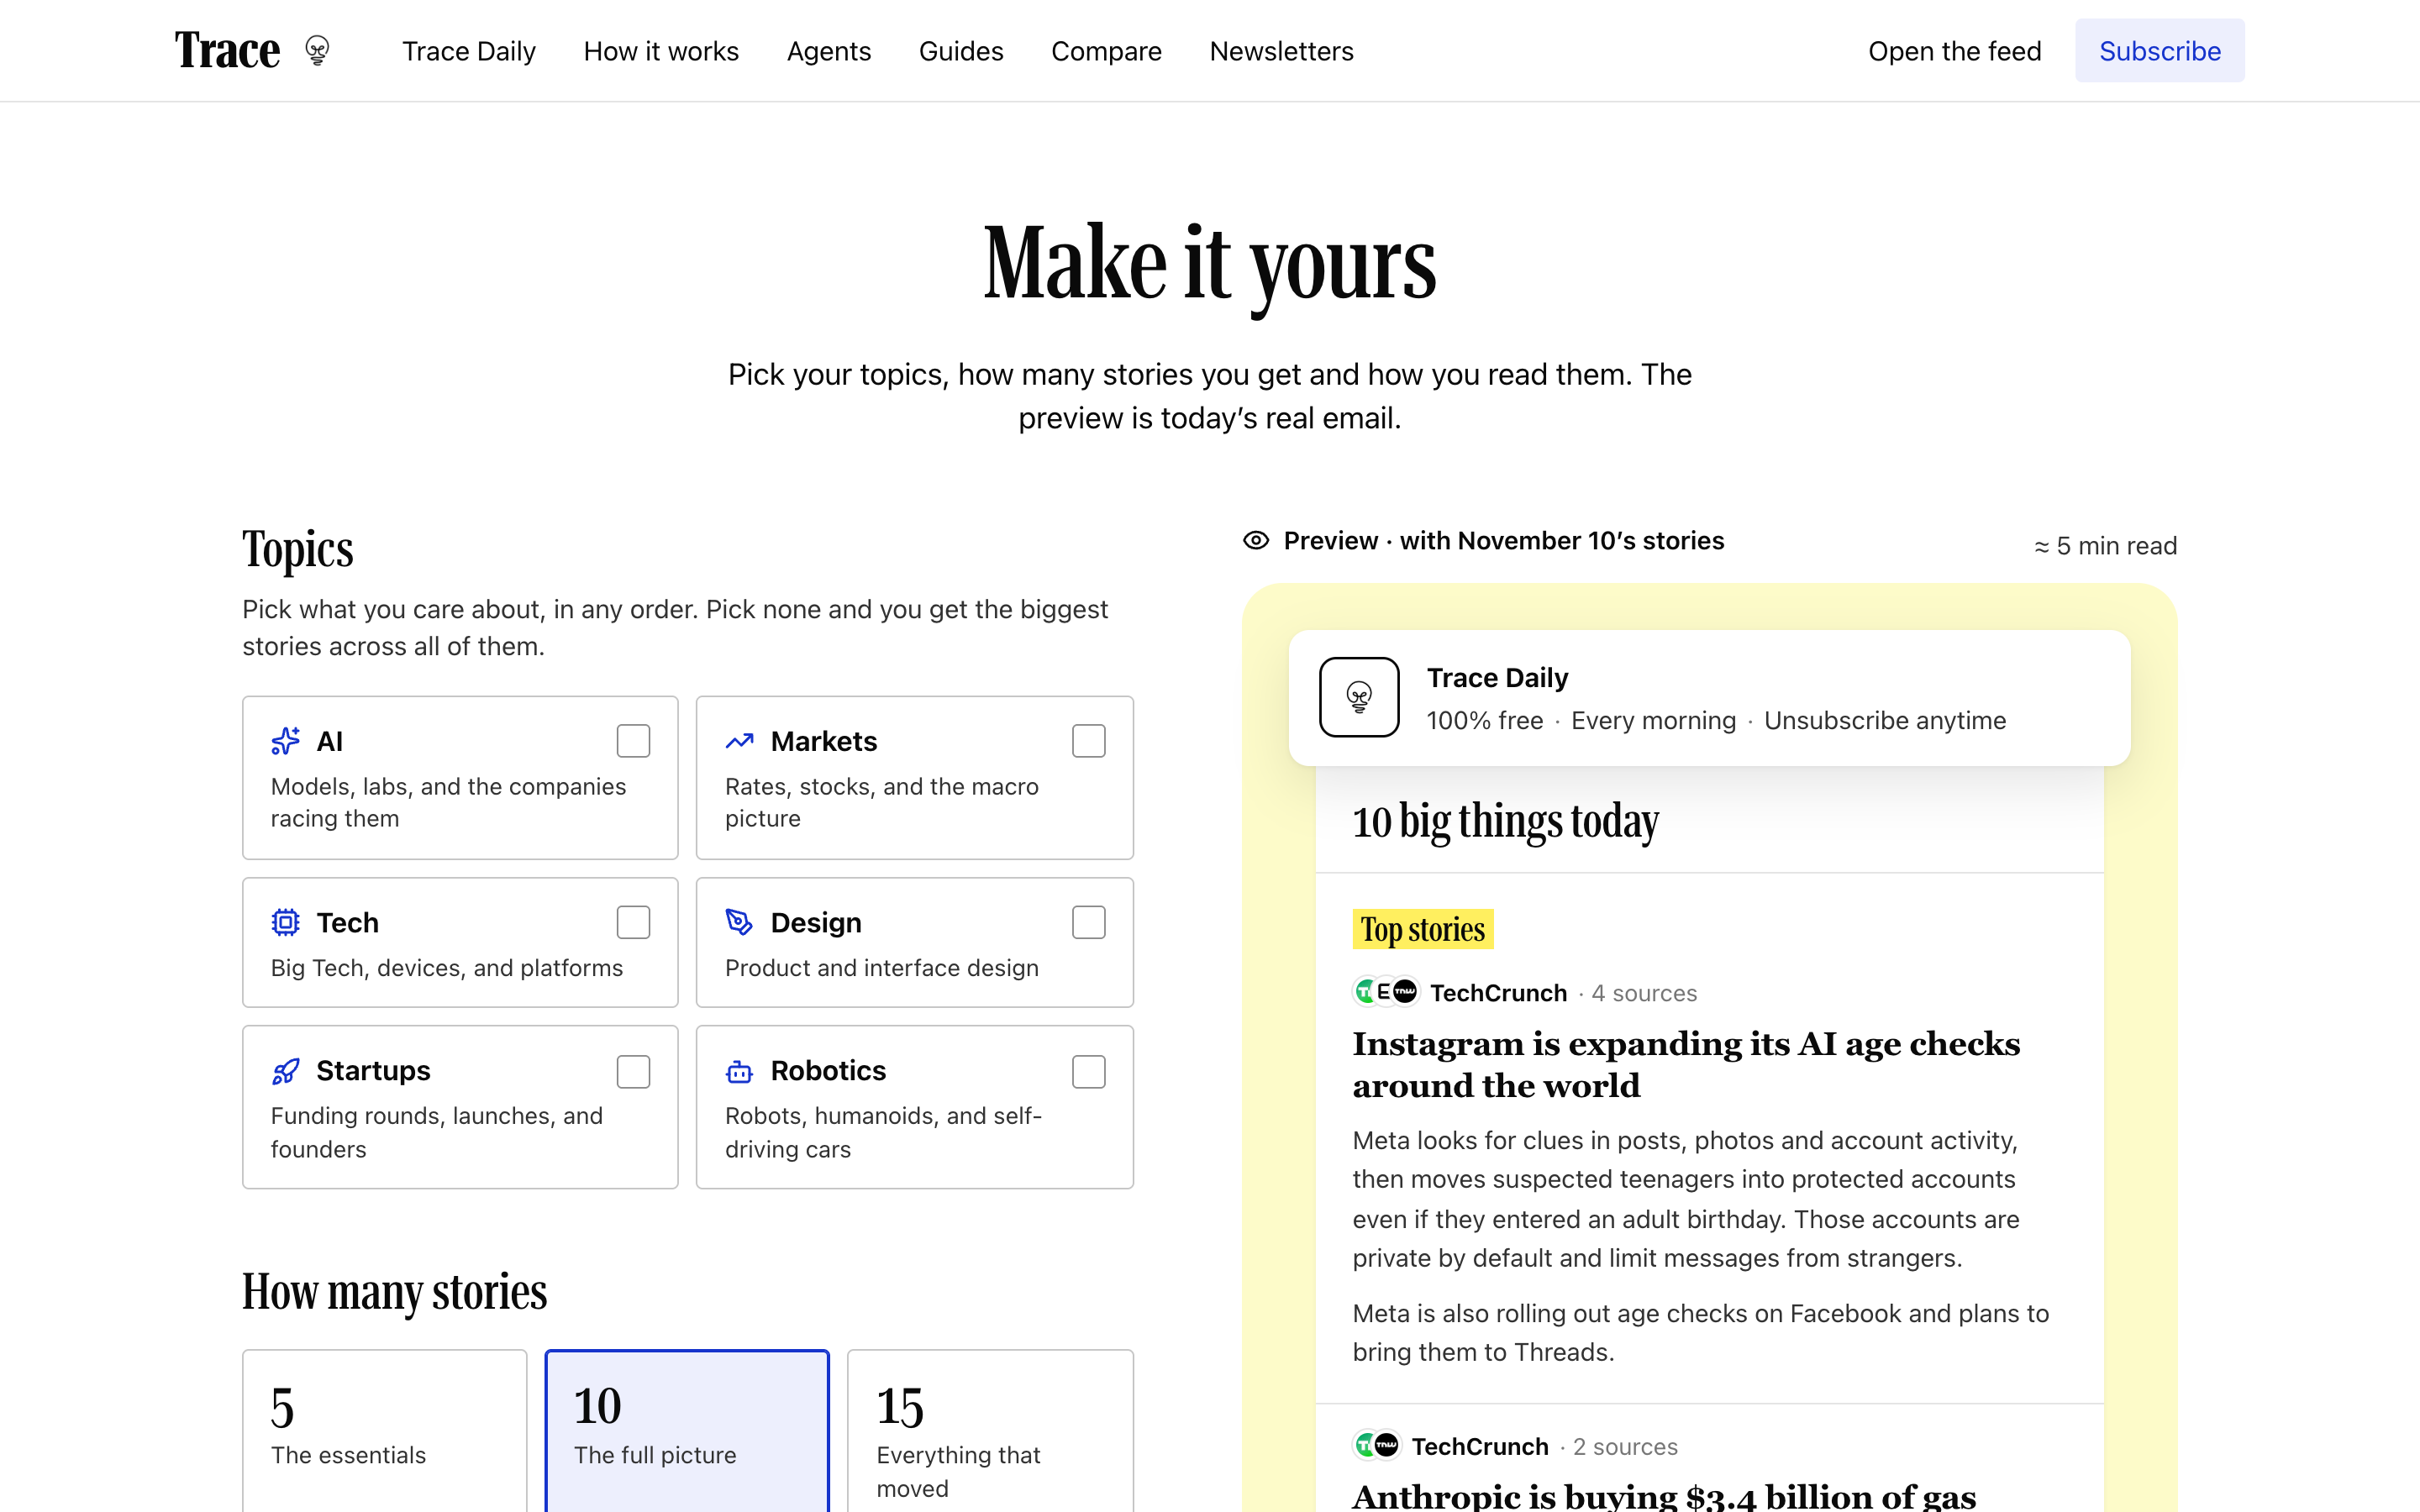 Trace
Trace Daily
How it works
Agents
Guides
Compare
Newsletters
Open the feed
Subscribe
Make it yours
Pick your topics, how many stories you get and how you read them. The
preview is today’s real email.
Topics
Pick what you care about, in any order. Pick none and you get the biggest
stories across all of them.
AI
Models, labs, and the companies
racing them
Markets
Rates, stocks, and the macro
picture
Tech
Big Tech, devices, and platforms
Design
Product and interface design
Startups
Funding rounds, launches, and
founders
Robotics
Robots, humanoids, and self-
driving cars
How many stories
5
The essentials
10
The full picture
15
Everything that
moved
Preview · with November 10’s stories
≈ 5 min read
Trace Daily
100% free · Every morning · Unsubscribe anytime
10 big things today
Top stories
TechCrunch · 4 sources
Instagram is expanding its AI age checks
around the world
Meta looks for clues in posts, photos and account activity,
then moves suspected teenagers into protected accounts
even if they entered an adult birthday. Those accounts are
private by default and limit messages from strangers.
Meta is also rolling out age checks on Facebook and plans to
bring them to Threads.
TechCrunch · 2 sources
Anthropic is buying $3.4 billion of gas